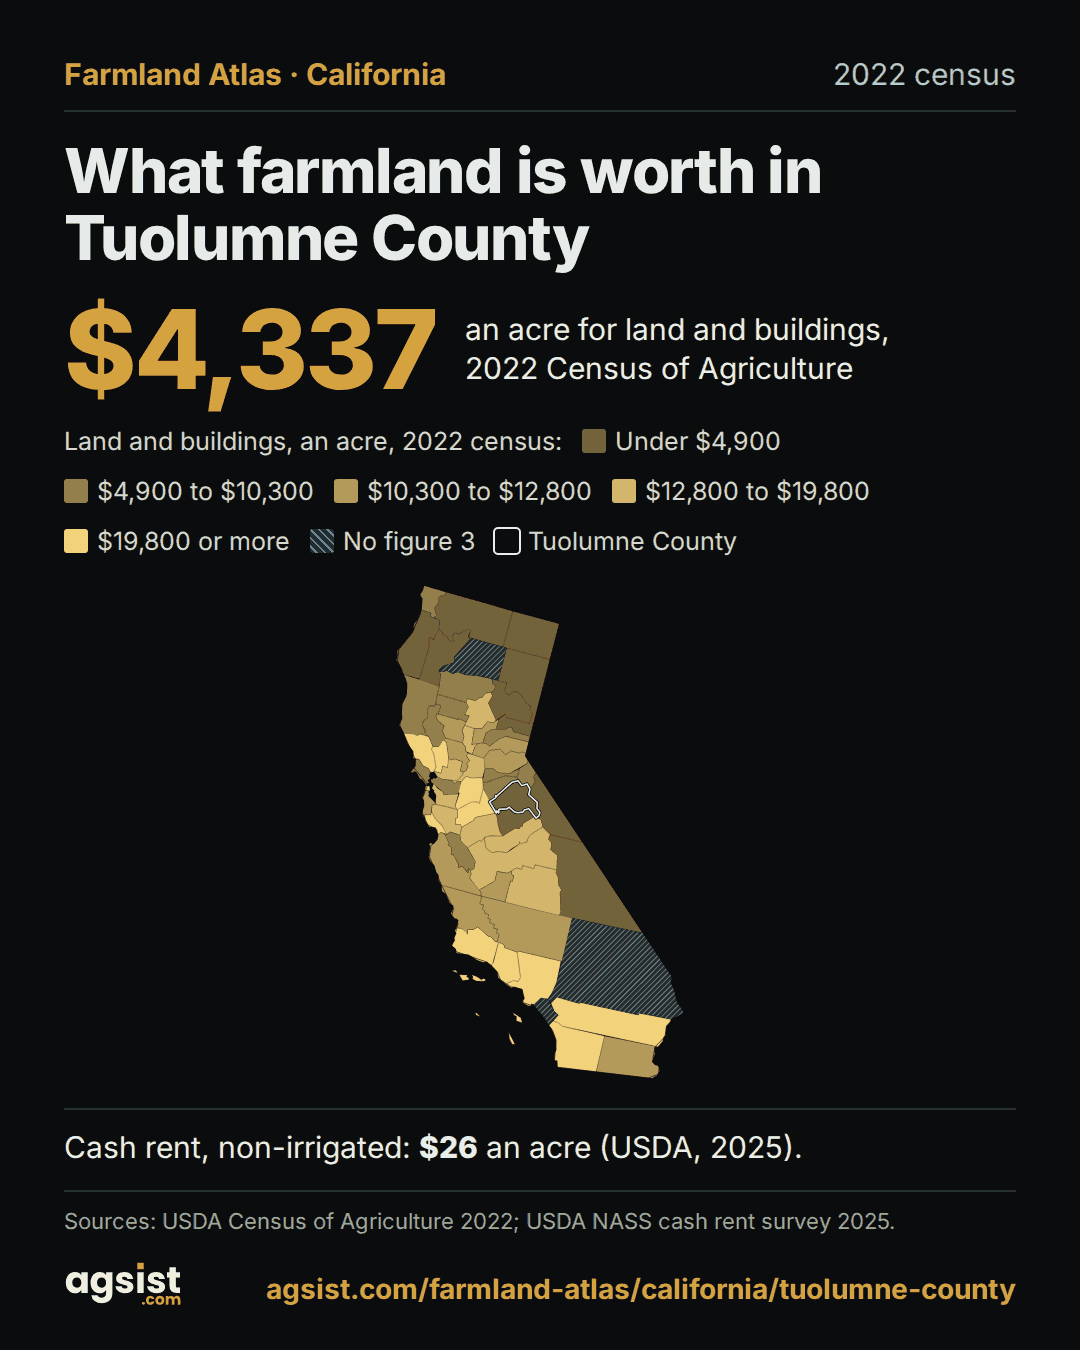 Farmland Atlas · California
2022 census
What farmland is worth in
Tuolumne County
$4,337
an acre for land and buildings,
2022 Census of Agriculture
Land and buildings, an acre, 2022 census: Under $4,900
$4,900 to $10,300 $10,300 to $12,800 $12,800 to $19,800
$19,800 or more No figure 3 Tuolumne County
Cash rent, non-irrigated: $26 an acre (USDA, 2025).
Sources: USDA Census of Agriculture 2022; USDA NASS cash rent survey 2025.
agsist
.com
agsist.com/farmland-atlas/california/tuolumne-county